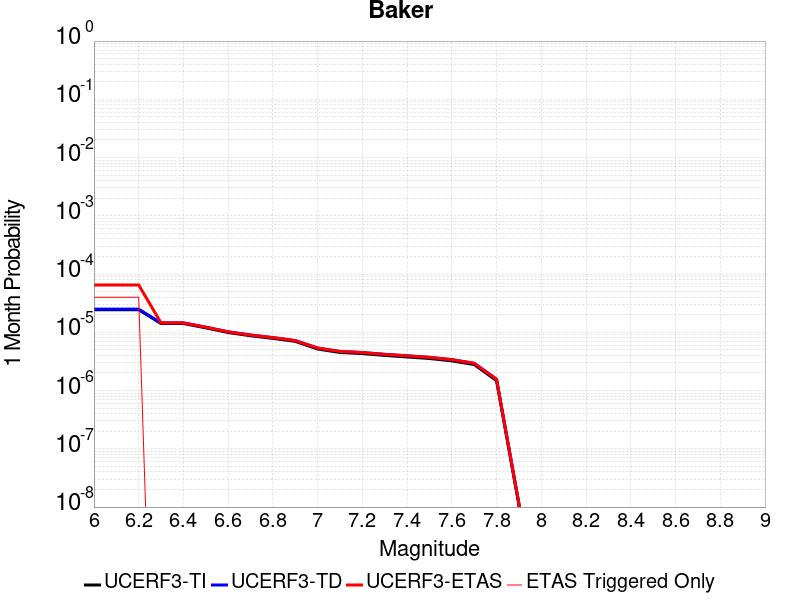 Baker
10^0
10^-1
10^-2
10^-3
10^-4
10^-5
10^-6
10^-7
10^-8
1 Month Probability
6 6.2 6.4 6.6 6.8 7 7.2 7.4 7.6 7.8 8 8.2 8.4 8.6 8.8 9
Magnitude
UCERF3-TI UCERF3-TD UCERF3-ETAS ETAS Triggered Only